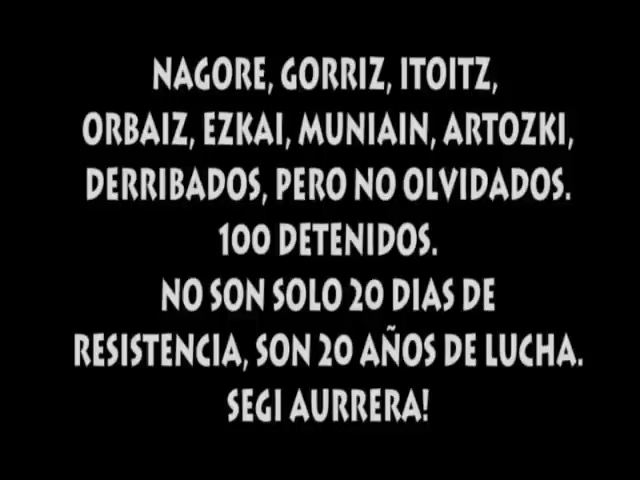 NAGORE, GORRIZ, ITOITZ,
ORBAIZ, EZKAI, MUNIAIN, ARTOZKI,
DERRIBADOS, PERO NO OLVIDADOS.
100 DETENIDOS.
NO SON SOLO 20 DIAS DE
RESISTENCIA, SON 20 AÑOS DE LUCHA.
SEGI AURRERA!